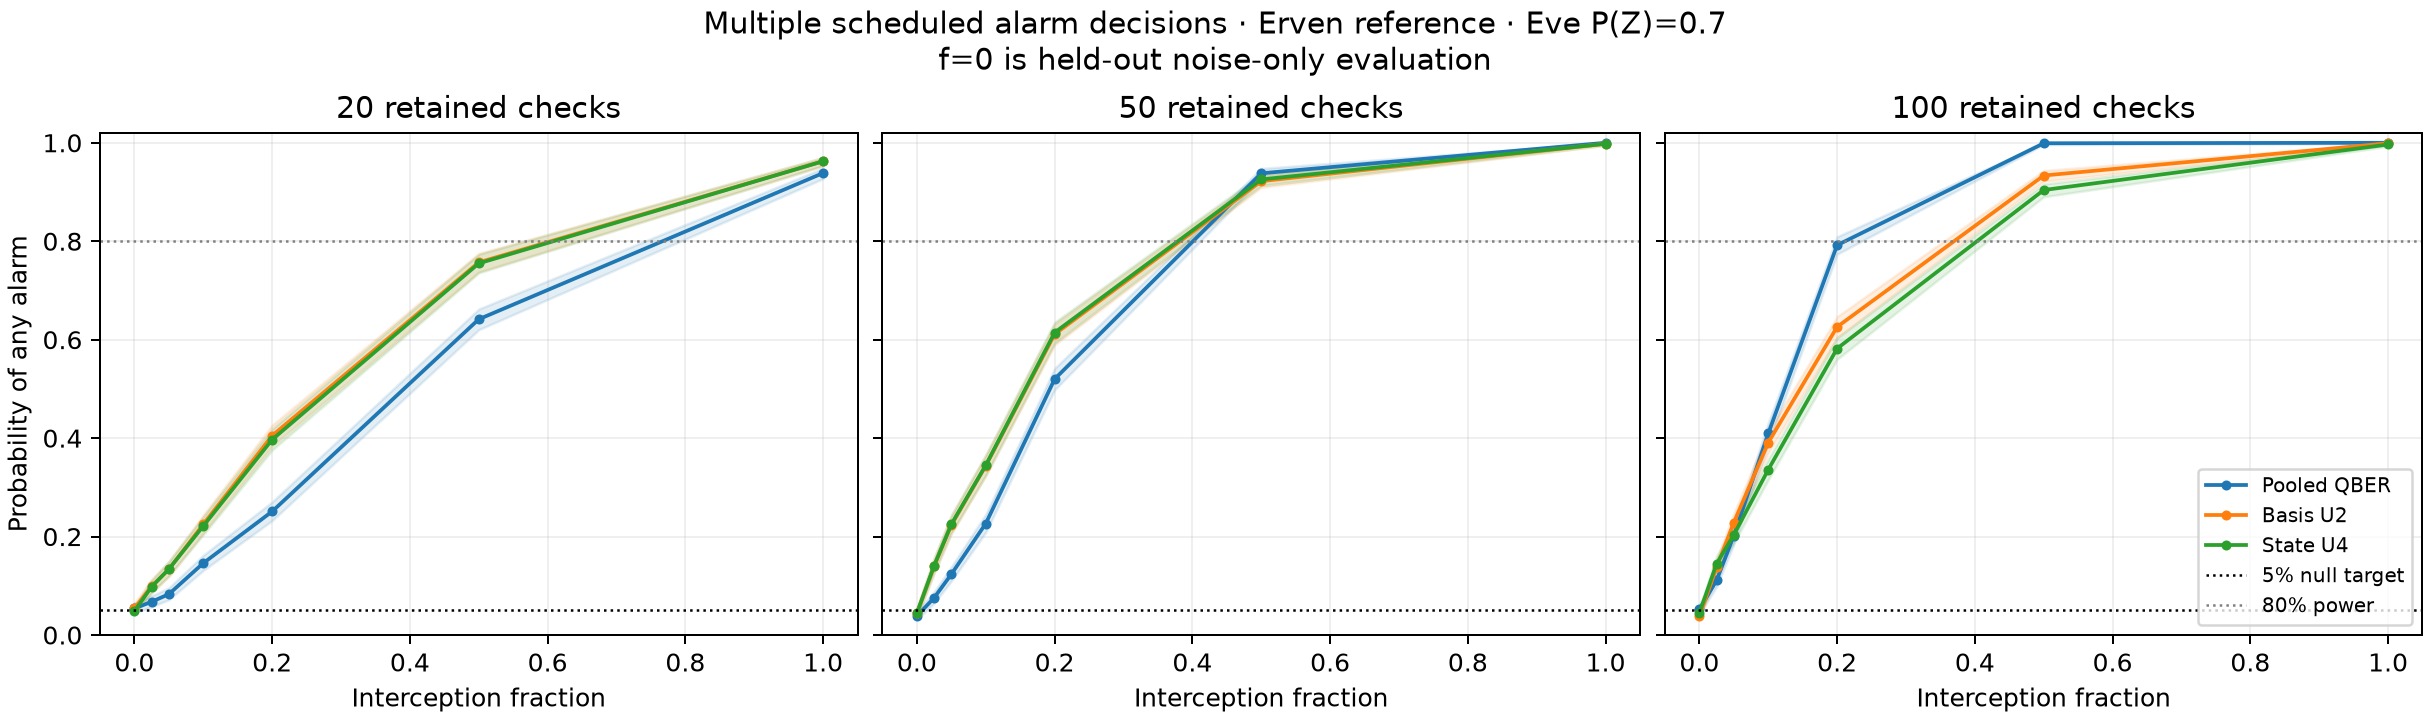 Multiple scheduled alarm decisions · Erven reference · Eve P(Z)=0.7
f=0 is held-out noise-only evaluation
20 retained checks
50 retained checks
100 retained checks
Probability of any alarm
1.0
0.8
0.6
0.4
0.2
0.0
Pooled QBER
Basis U2
State U4
5% null target
80% power
0.0 0.2 0.4 0.6 0.8 1.0
0.0 0.2 0.4 0.6 0.8 1.0
0.0 0.2 0.4 0.6 0.8 1.0
Interception fraction
Interception fraction
Interception fraction